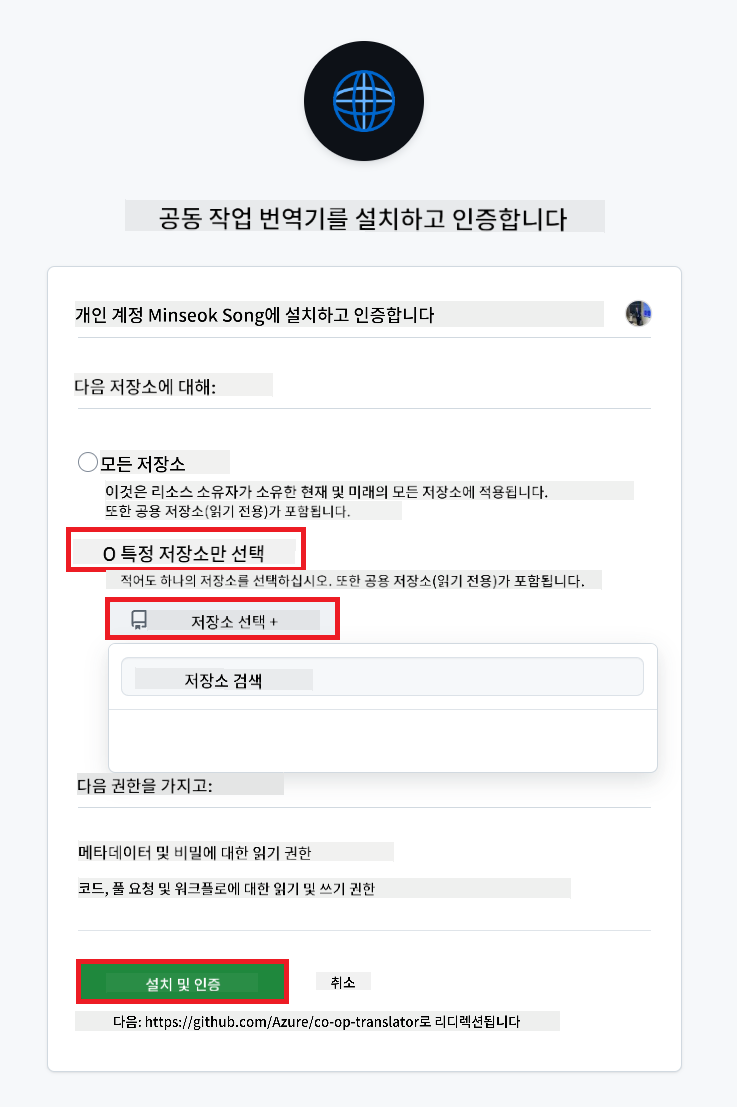 공동 작업 번역기를 설치하고 인증합니다
개인 계정 Minseok Song에 설치하고 인증합니다
다음 저장소에 대해:
모든 저장소
이것은 리소스 소유자가 소유한 현재 및 미래의 모든 저장소에 적용됩니다.
또한 공용 저장소(읽기 전용)가 포함됩니다.
O 특정 저장소만 선택
적어도 하나의 저장소를 선택하십시오. 또한 공용 저장소(읽기 전용)가 포함됩니다.
저장소 선택 +
저장소 검색
다음 권한을 가지고:
메타데이터 및 비밀에 대한 읽기 권한
코드, 풀 요청 및 워크플로에 대한 읽기 및 쓰기 권한
설치 및 인증 취소
다음: https://github.com/Azure/co-op-translator로 리디렉션됩니다